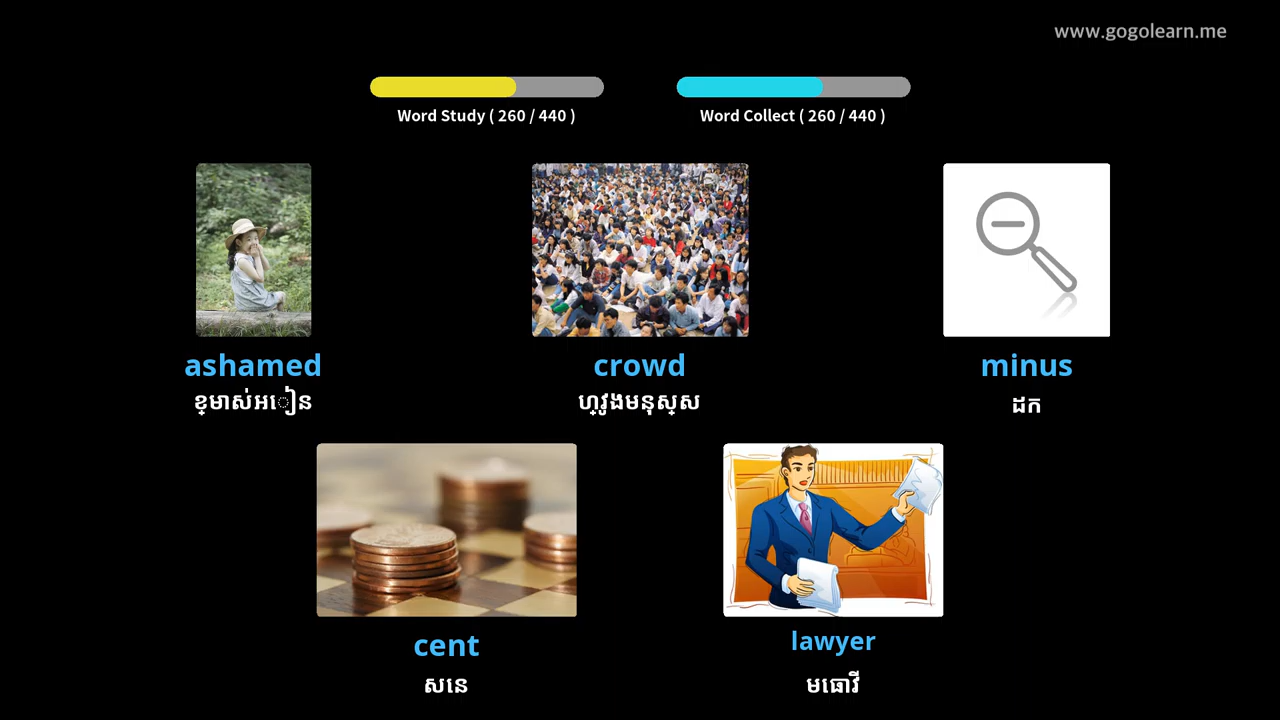 www.gogolearn.me
Word Study ( 260 / 440 )
Word Collect ( 260 / 440 )
ashamed
ខ្មាស់អៀន
crowd
ហ្វូងមនុស្ស
minus
ដក
cent
សេន
lawyer
មេធាវី